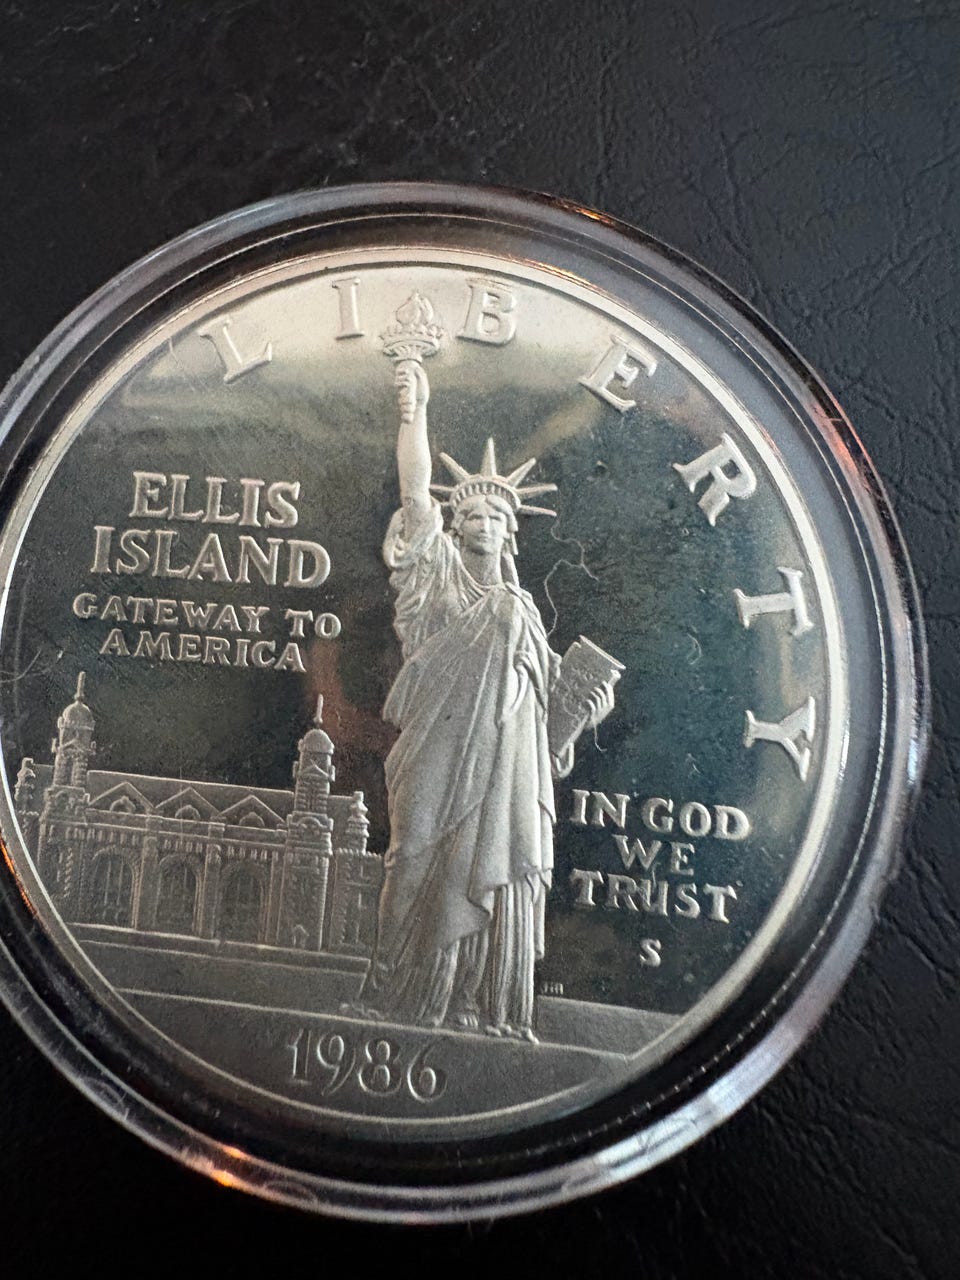 LIBERTY
ELLIS
ISLAND
GATEWAY TO
AMERICA
IN GOD
WE
TRUST
S
1986